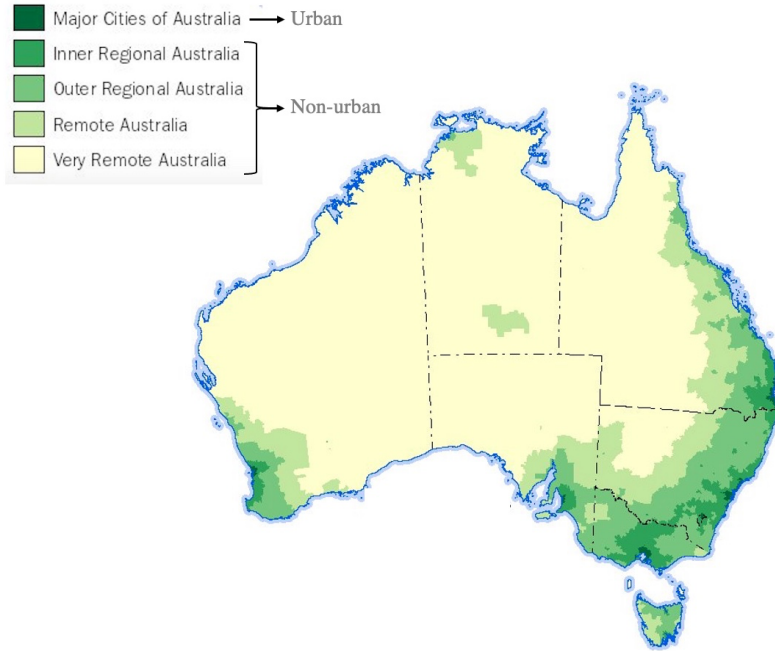 Major Cities of Australia → Urban
Inner Regional Australia
Outer Regional Australia
Non-urban
Remote Australia
Very Remote Australia